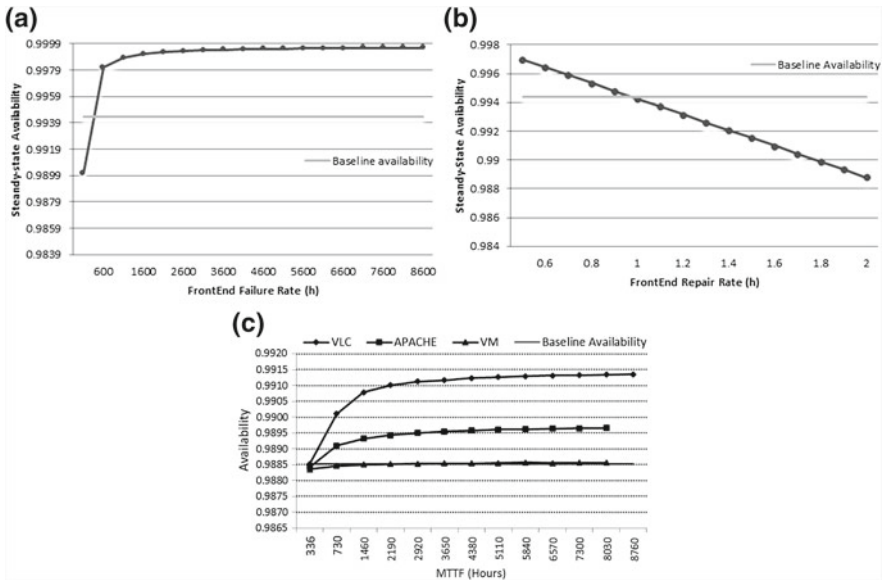 (a)
Steady-state Availability
0.9999
0.9979
0.9959
0.9939
0.9919
0.9899
0.9879
0.9859
0.9839
Baseline availability
600 1600 2600 3600 4600 5600 6600 7600 8600
FrontEnd Failure Rate (h)
(b)
Steady-State Availability
0.998
0.996
0.994
0.992
0.99
0.988
0.986
0.984
Baseline Availability
0.6 0.8 1 1.2 1.4 1.6 1.8 2
FrontEnd Repair Rate (h)
(c)
VLC APACHE VM Baseline Availability
Availability
0.9920
0.9915
0.9910
0.9905
0.9900
0.9895
0.9890
0.9885
0.9880
0.9875
0.9870
0.9865
336 730 1460 2190 2920 3650 4380 5110 5840 6570 7300 8030 8760
MTTF (Hours)